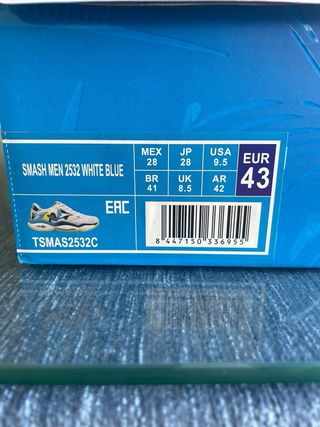 SMASH MEN 2532 WHITE BLUE
MEX 28
JP 28
USA 9.5
EUR 43
BR 41
UK 8.5
AR 42
EAC
TSMAS2532C
8 447150 336955